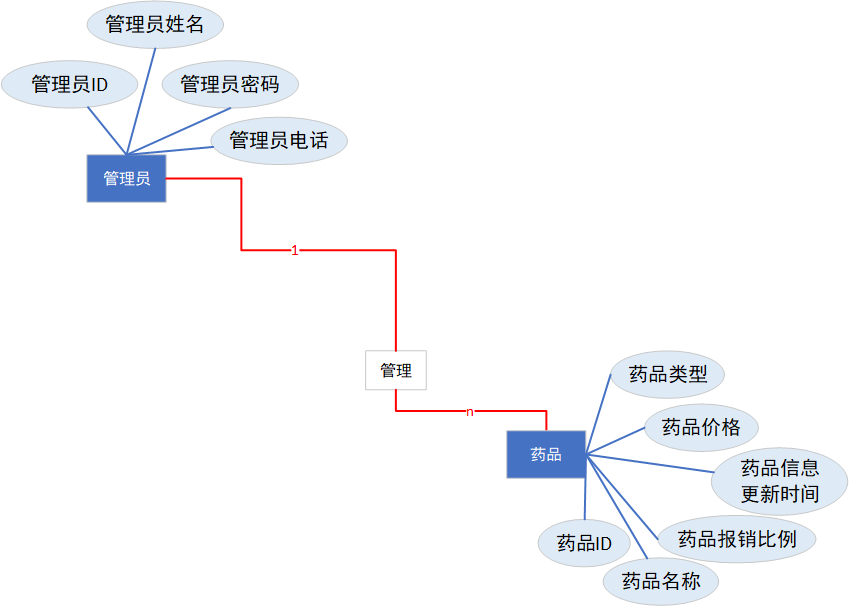 管理员姓名
管理员ID
管理员密码
管理员电话
管理员
1
管理
n
药品类型
药品价格
药品
药品信息
更新时间
药品ID
药品报销比例
药品名称